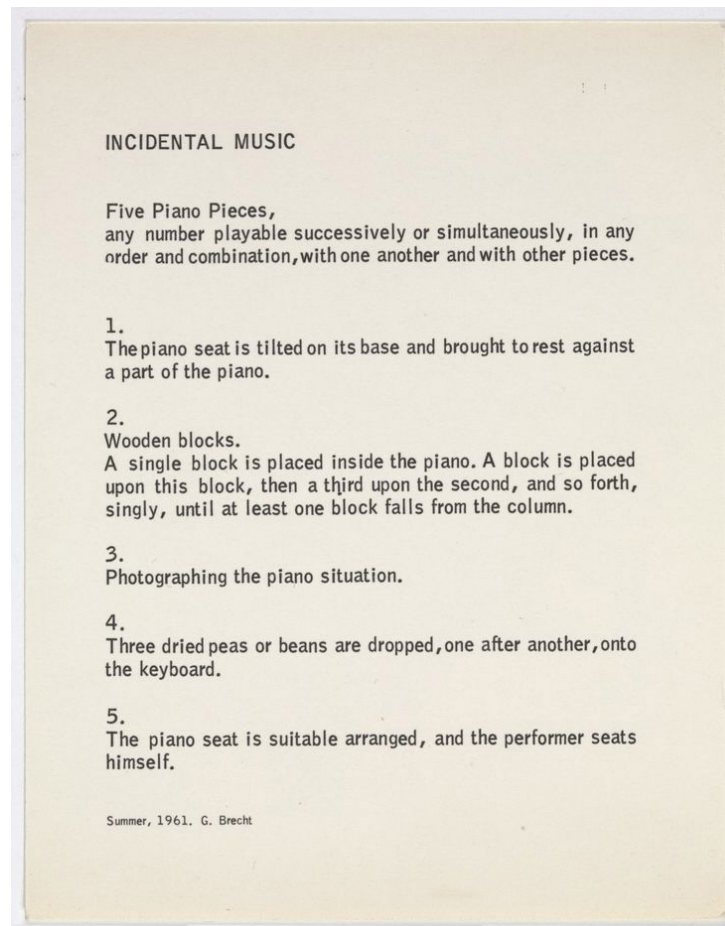 INCIDENTAL MUSIC
Five Piano Pieces,
any number playable successively or simultaneously, in any
order and combination, with one another and with other pieces.
1.
The piano seat is tilted on its base and brought to rest against
a part of the piano.
2.
Wooden blocks.
A single block is placed inside the piano. A block is placed
upon this block, then a third upon the second, and so forth,
singly, until at least one block falls from the column.
3.
Photographing the piano situation.
4.
Three dried peas or beans are dropped, one after another, onto
the keyboard.
5.
The piano seat is suitable arranged, and the performer seats
himself.
Summer, 1961. G. Brecht